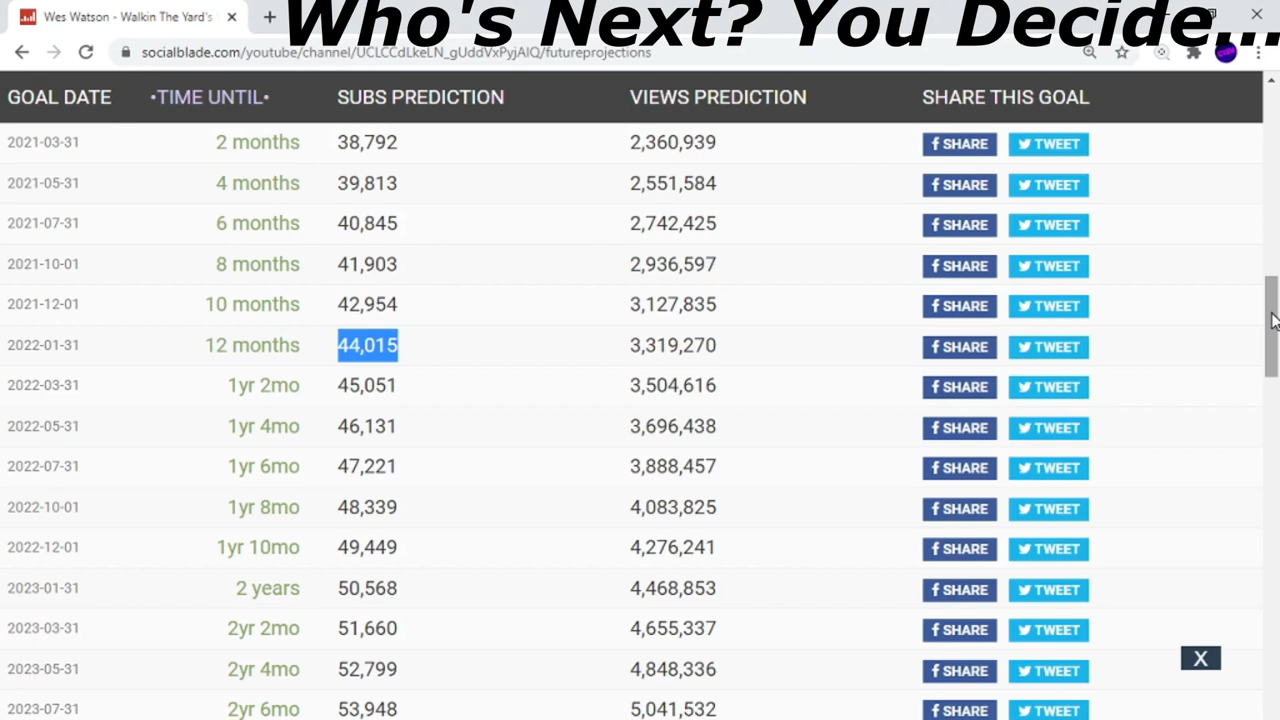 Who's Next? You Decide...
Wes Watson - Walkin The Yard's
socialblade.com/youtube/channel/UCLCCdLkeLN_gUddVxPyjAIQ/futureprojections
GOAL DATE •TIME UNTIL• SUBS PREDICTION VIEWS PREDICTION SHARE THIS GOAL
2021-03-31 2 months 38,792 2,360,939 SHARE TWEET
2021-05-31 4 months 39,813 2,551,584 SHARE TWEET
2021-07-31 6 months 40,845 2,742,425 SHARE TWEET
2021-10-01 8 months 41,903 2,936,597 SHARE TWEET
2021-12-01 10 months 42,954 3,127,835 SHARE TWEET
2022-01-31 12 months 44,015 3,319,270 SHARE TWEET
2022-03-31 1yr 2mo 45,051 3,504,616 SHARE TWEET
2022-05-31 1yr 4mo 46,131 3,696,438 SHARE TWEET
2022-07-31 1yr 6mo 47,221 3,888,457 SHARE TWEET
2022-10-01 1yr 8mo 48,339 4,083,825 SHARE TWEET
2022-12-01 1yr 10mo 49,449 4,276,241 SHARE TWEET
2023-01-31 2 years 50,568 4,468,853 SHARE TWEET
2023-03-31 2yr 2mo 51,660 4,655,337 SHARE TWEET
2023-05-31 2yr 4mo 52,799 4,848,336 SHARE TWEET
2023-07-31 2yr 6mo 53,948 5,041,532 SHARE TWEET
X